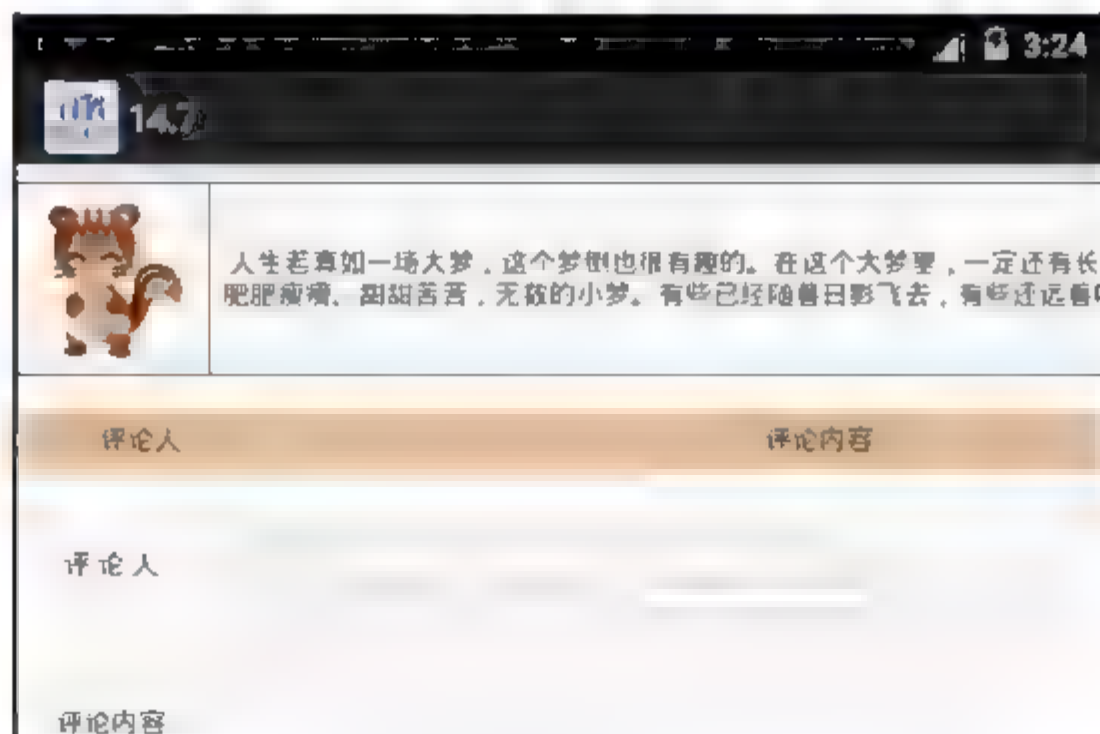 3:24
14.7
人生若真如一场大梦，这个梦倒也很有趣的。在这个大梦里，一定还有长
肥肥瘦瘦、甜甜苦苦，无数的小梦。有些已经随着日影飞去，有些还远着
评论人 评论内容
评论人
评论内容